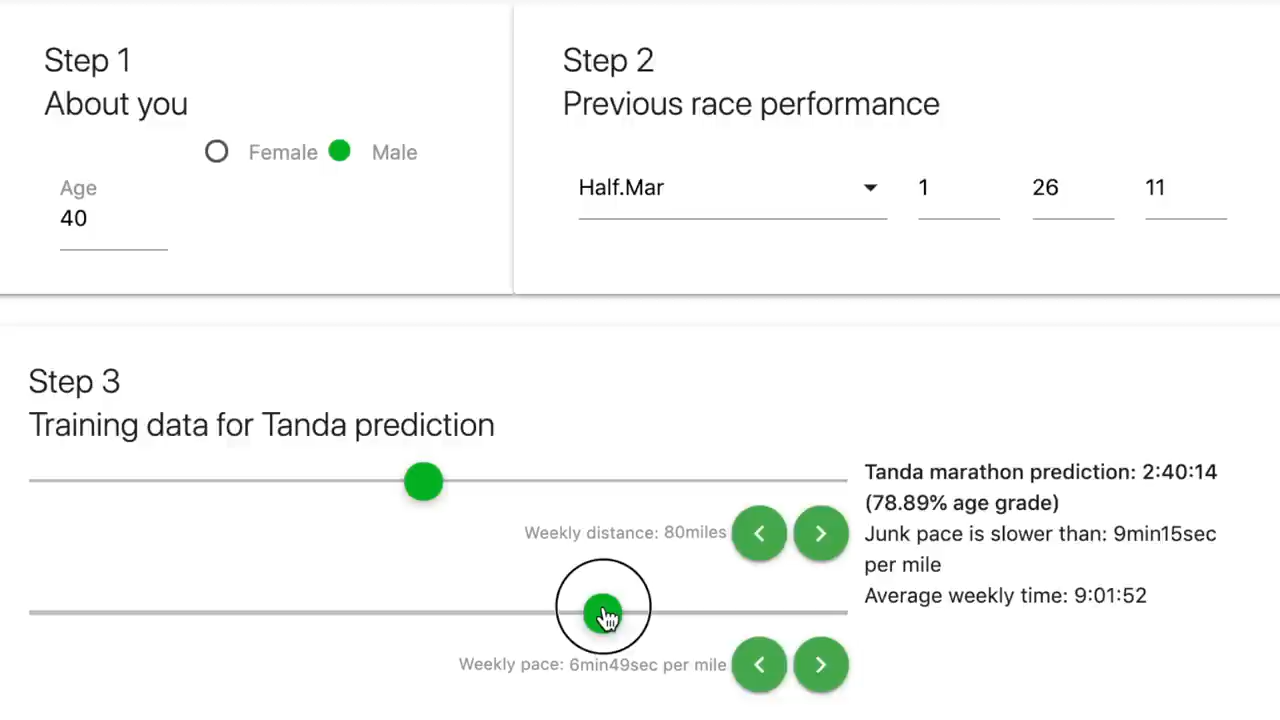 Step 1
About you
Female Male
Age
40
Step 2
Previous race performance
Half.Mar 1 26 11
Step 3
Training data for Tanda prediction
Weekly distance: 80miles
Weekly pace: 6min49sec per mile
Tanda marathon prediction: 2:40:14
(78.89% age grade)
Junk pace is slower than: 9min15sec
per mile
Average weekly time: 9:01:52